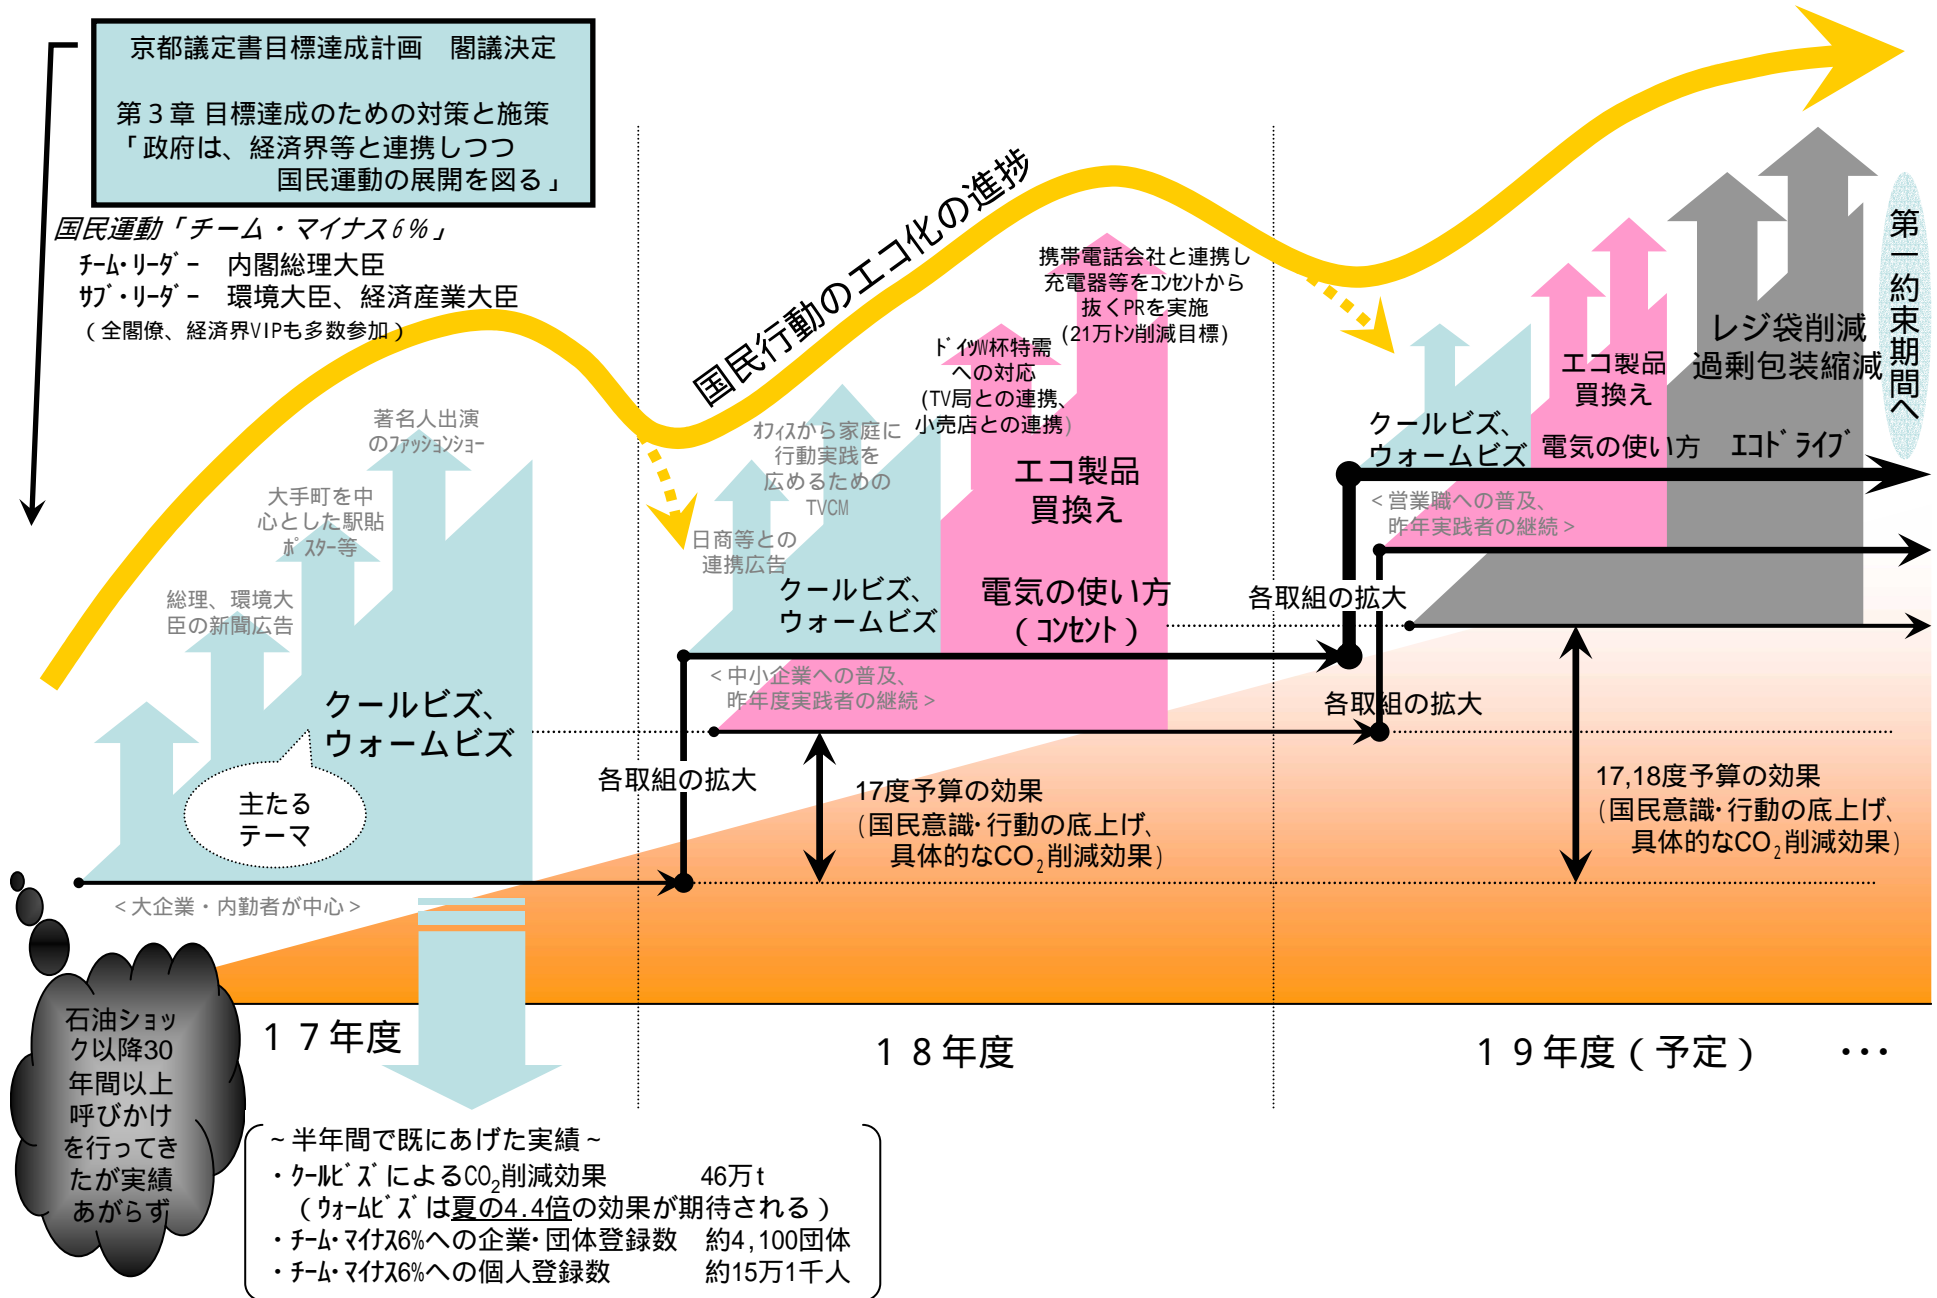 京都議定書目標達成計画　閣議決定
第３章 目標達成のための対策と施策
「政府は、経済界等と連携しつつ
国民運動の展開を図る」
国民運動「チーム・マイナス６％」
ﾁｰﾑ･ﾘｰﾀﾞｰ　内閣総理大臣
ｻﾌﾞ･ﾘｰﾀﾞｰ　環境大臣、経済産業大臣
（全閣僚、経済界VIPも多数参加）
国民行動のエコ化の進捗
総理、環境大
臣の新聞広告
大手町を中
心とした駅貼
ﾎﾟｽﾀｰ等
著名人出演
のﾌｧｯｼｮﾝｼｮｰ
クールビズ、
ウォームビズ
主たる
テーマ
＜大企業・内勤者が中心＞
日商等との
連携広告
ｵﾌｨｽから家庭に
行動実践を
広めるための
TVCM
クールビズ、
ウォームビズ
＜中小企業への普及、
昨年度実践者の継続＞
ﾄﾞｲﾂW杯特需
への対応
(TV局との連携、
小売店との連携)
携帯電話会社と連携し
充電器等をｺﾝｾﾝﾄから
抜くPRを実施
(21万ﾄﾝ削減目標)
エコ製品
買換え
電気の使い方
（ｺﾝｾﾝﾄ）
各取組の拡大
17度予算の効果
(国民意識･行動の底上げ、
具体的なCO2削減効果)
各取組の拡大
各取組の拡大
クールビズ、
ウォームビズ
＜営業職への普及、
昨年実践者の継続＞
エコ製品
買換え
電気の使い方
レジ袋削減
過剰包装縮減
ｴｺﾄﾞﾗｲﾌﾞ
第一約束期間へ
17,18度予算の効果
(国民意識･行動の底上げ、
具体的なCO2削減効果)
１７年度
１８年度
１９年度（予定）
･･･
石油ショッ
ク以降30
年間以上
呼びかけ
を行ってき
たが実績
あがらず
~半年間で既にあげた実績~
・ｸｰﾙﾋﾞｽﾞによるCO2削減効果　46万t
（ｳｫｰﾑﾋﾞｽﾞは夏の4.4倍の効果が期待される）
・ﾁｰﾑ･ﾏｲﾅｽ6%への企業･団体登録数　約4,100団体
・ﾁｰﾑ･ﾏｲﾅｽ6%への個人登録数　約15万1千人